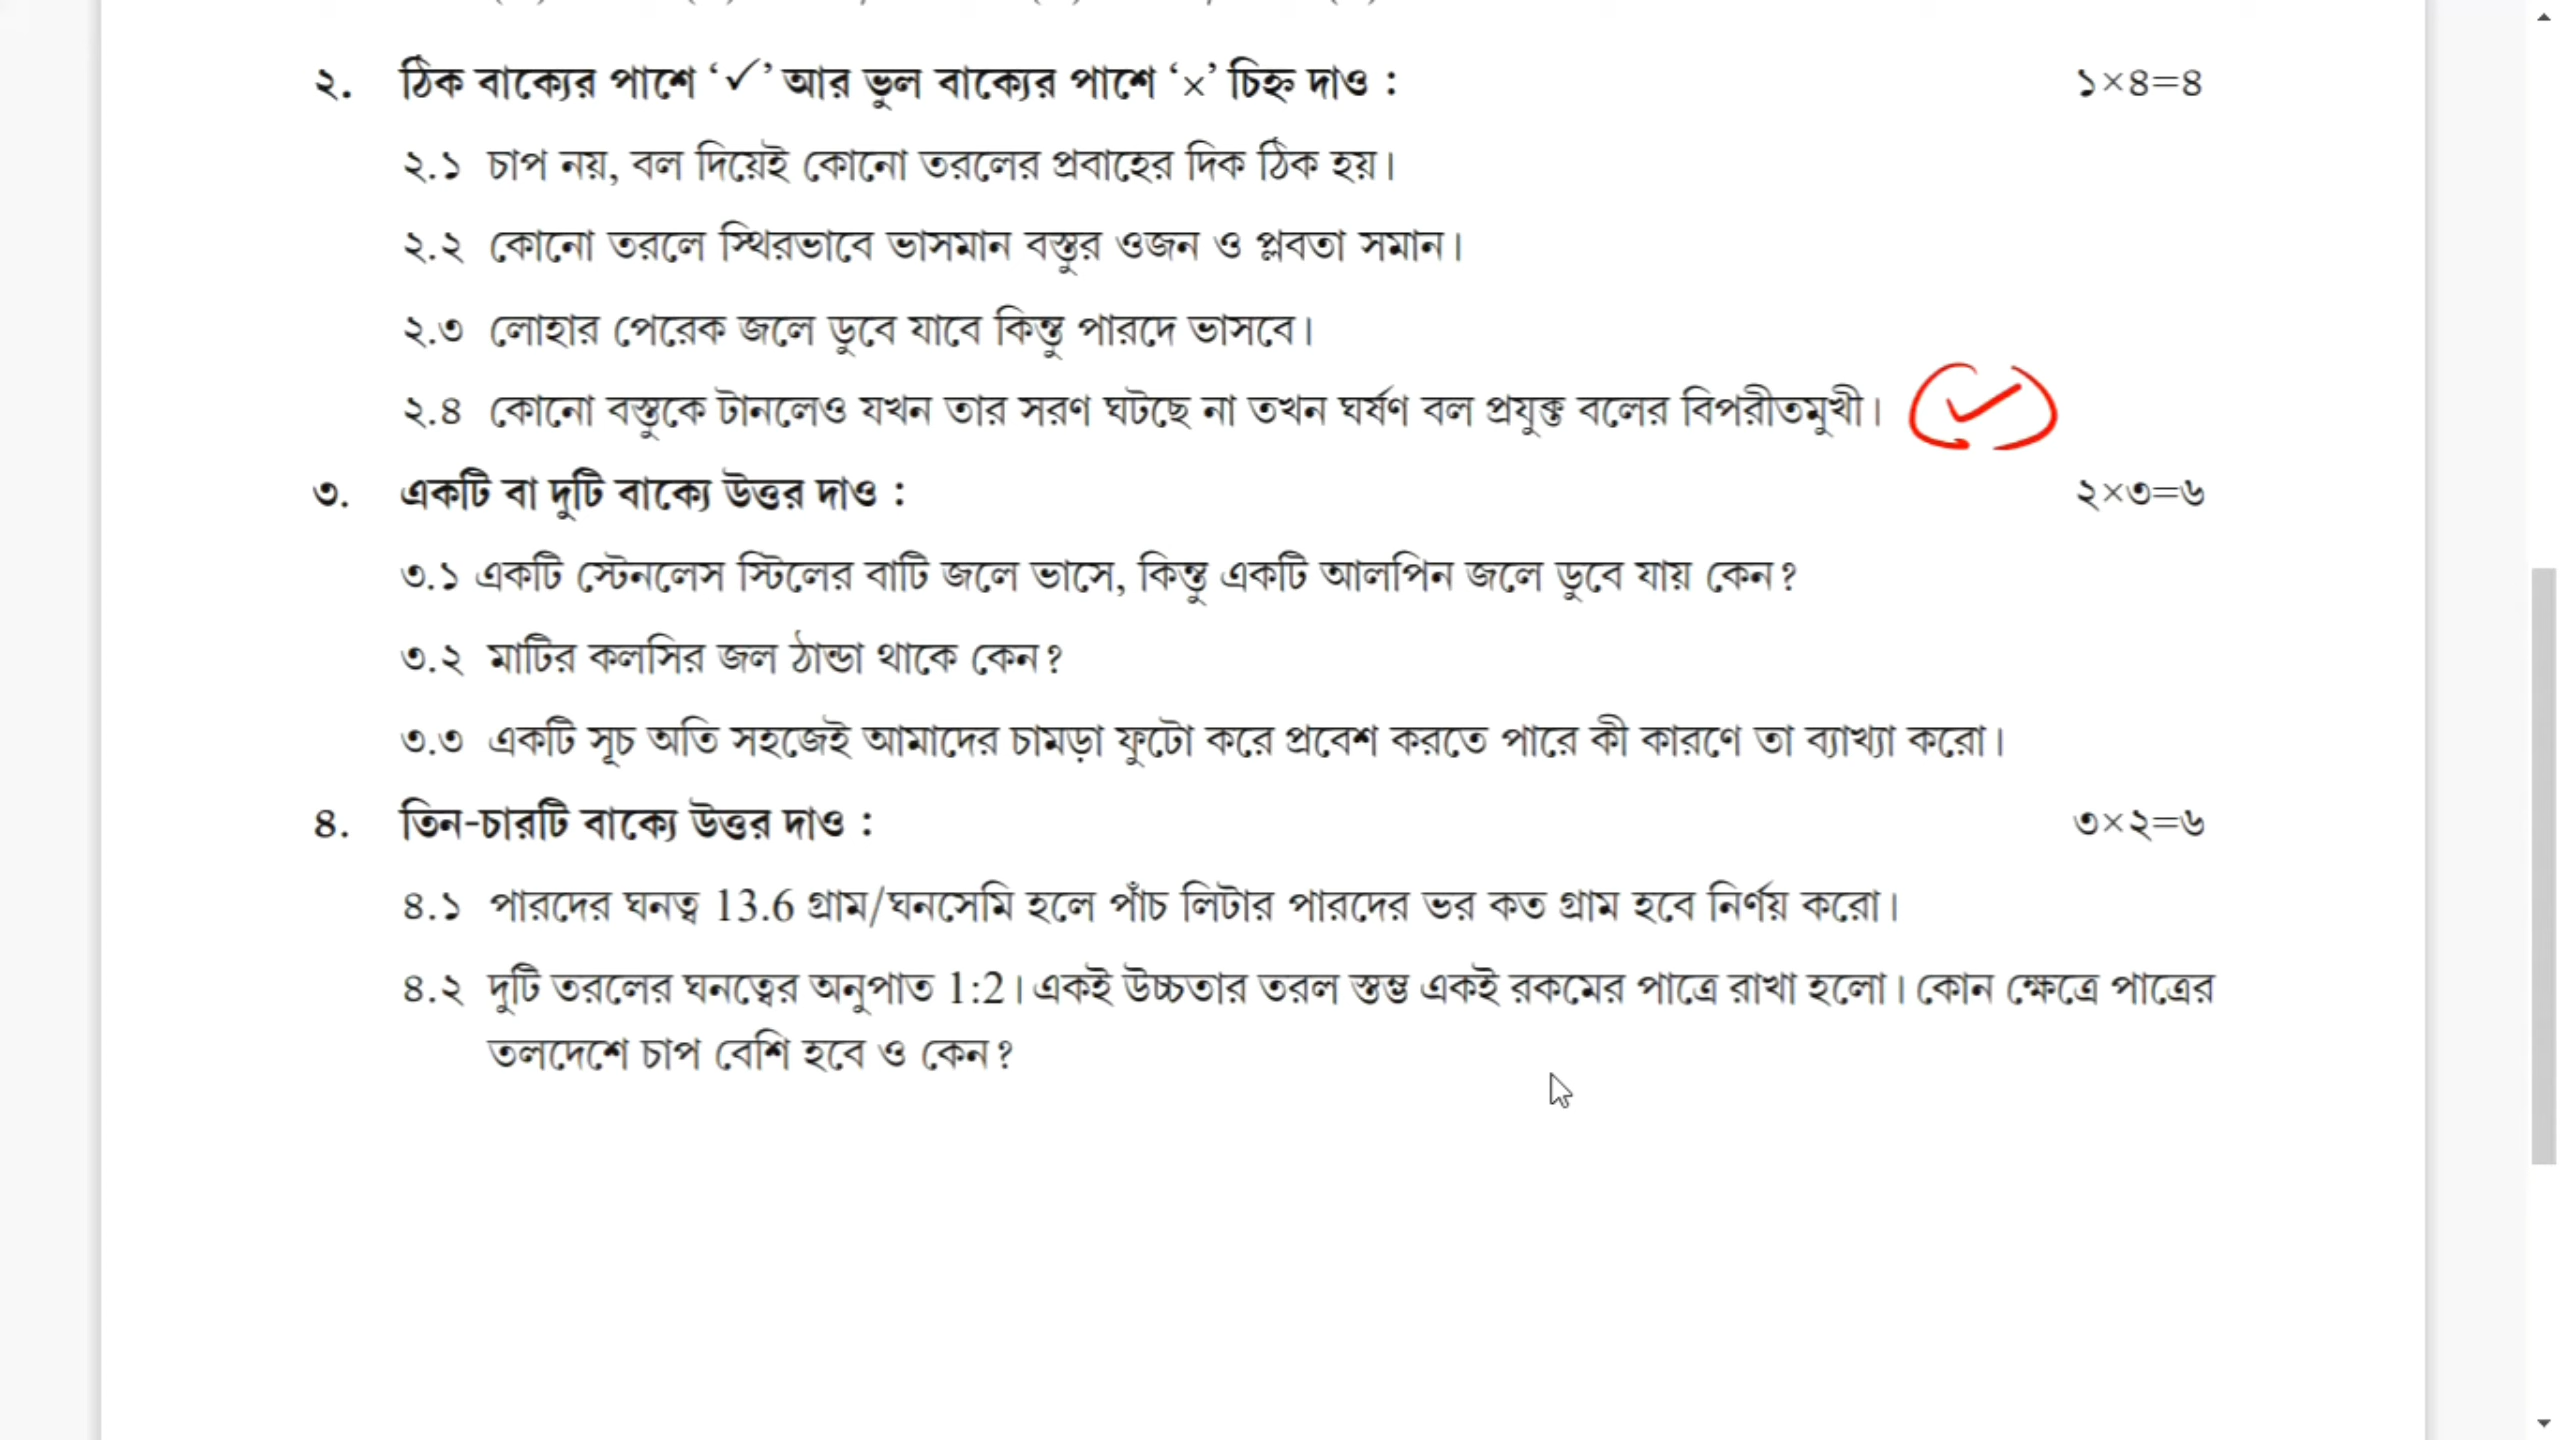 ২. ঠিক বাক্যের পাশে ‘✓’ আর ভুল বাক্যের পাশে ‘×’ চিহ্ন দাও : ১×৪=৪
২.১ চাপ নয়, বল দিয়েই কোনো তরলের প্রবাহের দিক ঠিক হয়।
২.২ কোনো তরলে স্থিরভাবে ভাসমান বস্তুর ওজন ও প্লবতা সমান।
২.৩ লোহার পেরেক জলে ডুবে যাবে কিন্তু পারদে ভাসবে।
২.৪ কোনো বস্তুকে টানলেও যখন তার সরণ ঘটছে না তখন ঘর্ষণ বল প্রযুক্ত বলের বিপরীতমুখী। ✓
৩. একটি বা দুটি বাক্যে উত্তর দাও : ২×৩=৬
৩.১ একটি স্টেনলেস স্টিলের বাটি জলে ভাসে, কিন্তু একটি আলপিন জলে ডুবে যায় কেন?
৩.২ মাটির কলসির জল ঠান্ডা থাকে কেন?
৩.৩ একটি সূচ অতি সহজেই আমাদের চামড়া ফুটো করে প্রবেশ করতে পারে কী কারণে তা ব্যাখ্যা করো।
৪. তিন-চারটি বাক্যে উত্তর দাও : ৩×২=৬
৪.১ পারদের ঘনত্ব 13.6 গ্রাম/ঘনসেমি হলে পাঁচ লিটার পারদের ভর কত গ্রাম হবে নির্ণয় করো।
৪.২ দুটি তরলের ঘনত্বের অনুপাত 1:2। একই উচ্চতার তরল স্তম্ভ একই রকমের পাত্রে রাখা হলো। কোন ক্ষেত্রে পাত্রের
তলদেশে চাপ বেশি হবে ও কেন?